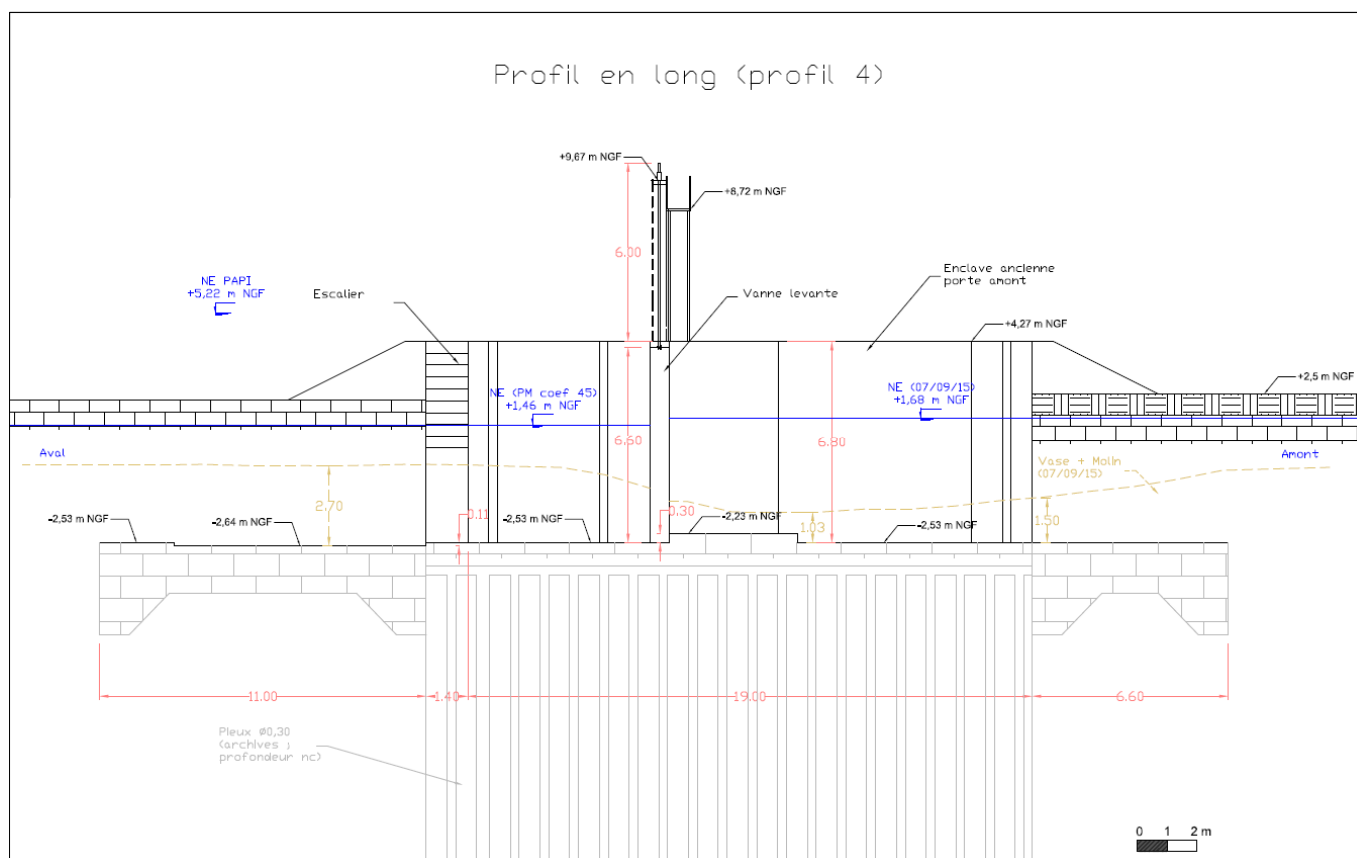 Profil en long (profil 4)
+9,67 m NGF
+8,72 m NGF
6.00
NE PAPI
+5,22 m NGF
Escalier
Vanne levante
Enclave ancienne
porte amont
+4,27 m NGF
NE (PM coef 45)
+1,46 m NGF
NE (07/09/15)
+1,68 m NGF
+2,5 m NGF
6.60
6.80
Aval
Vase + Molin
(07/09/15)
Amont
2.70
-2,53 m NGF
-2,64 m NGF
0.11
-2,53 m NGF
0.30
-2,23 m NGF
1.03
-2,53 m NGF
1.50
11.00
1.40
19.00
6.60
Pieux Ø0,30
(archives ;
profondeur nc)
0 1 2 m